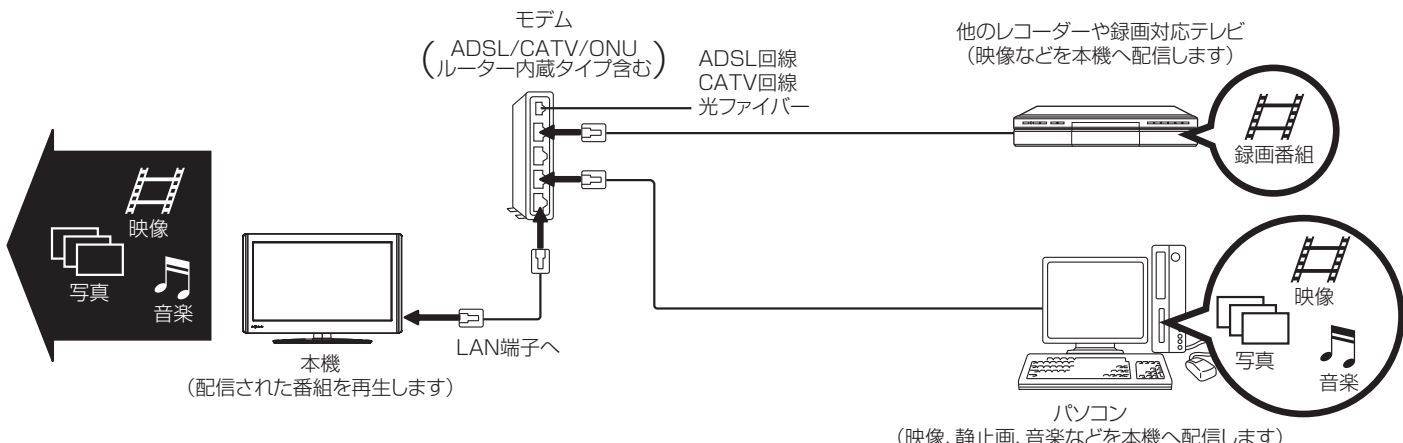 モデム
(ADSL/CATV/ONU
ルーター内蔵タイプ含む)
ADSL回線
CATV回線
光ファイバー
他のレコーダーや録画対応テレビ
(映像などを本機へ配信します)
録画番組
映像
写真
音楽
LAN端子へ
本機
(配信された番組を再生します)
映像
写真
音楽
パソコン
(映像、静止画、音楽などを本機へ配信します)